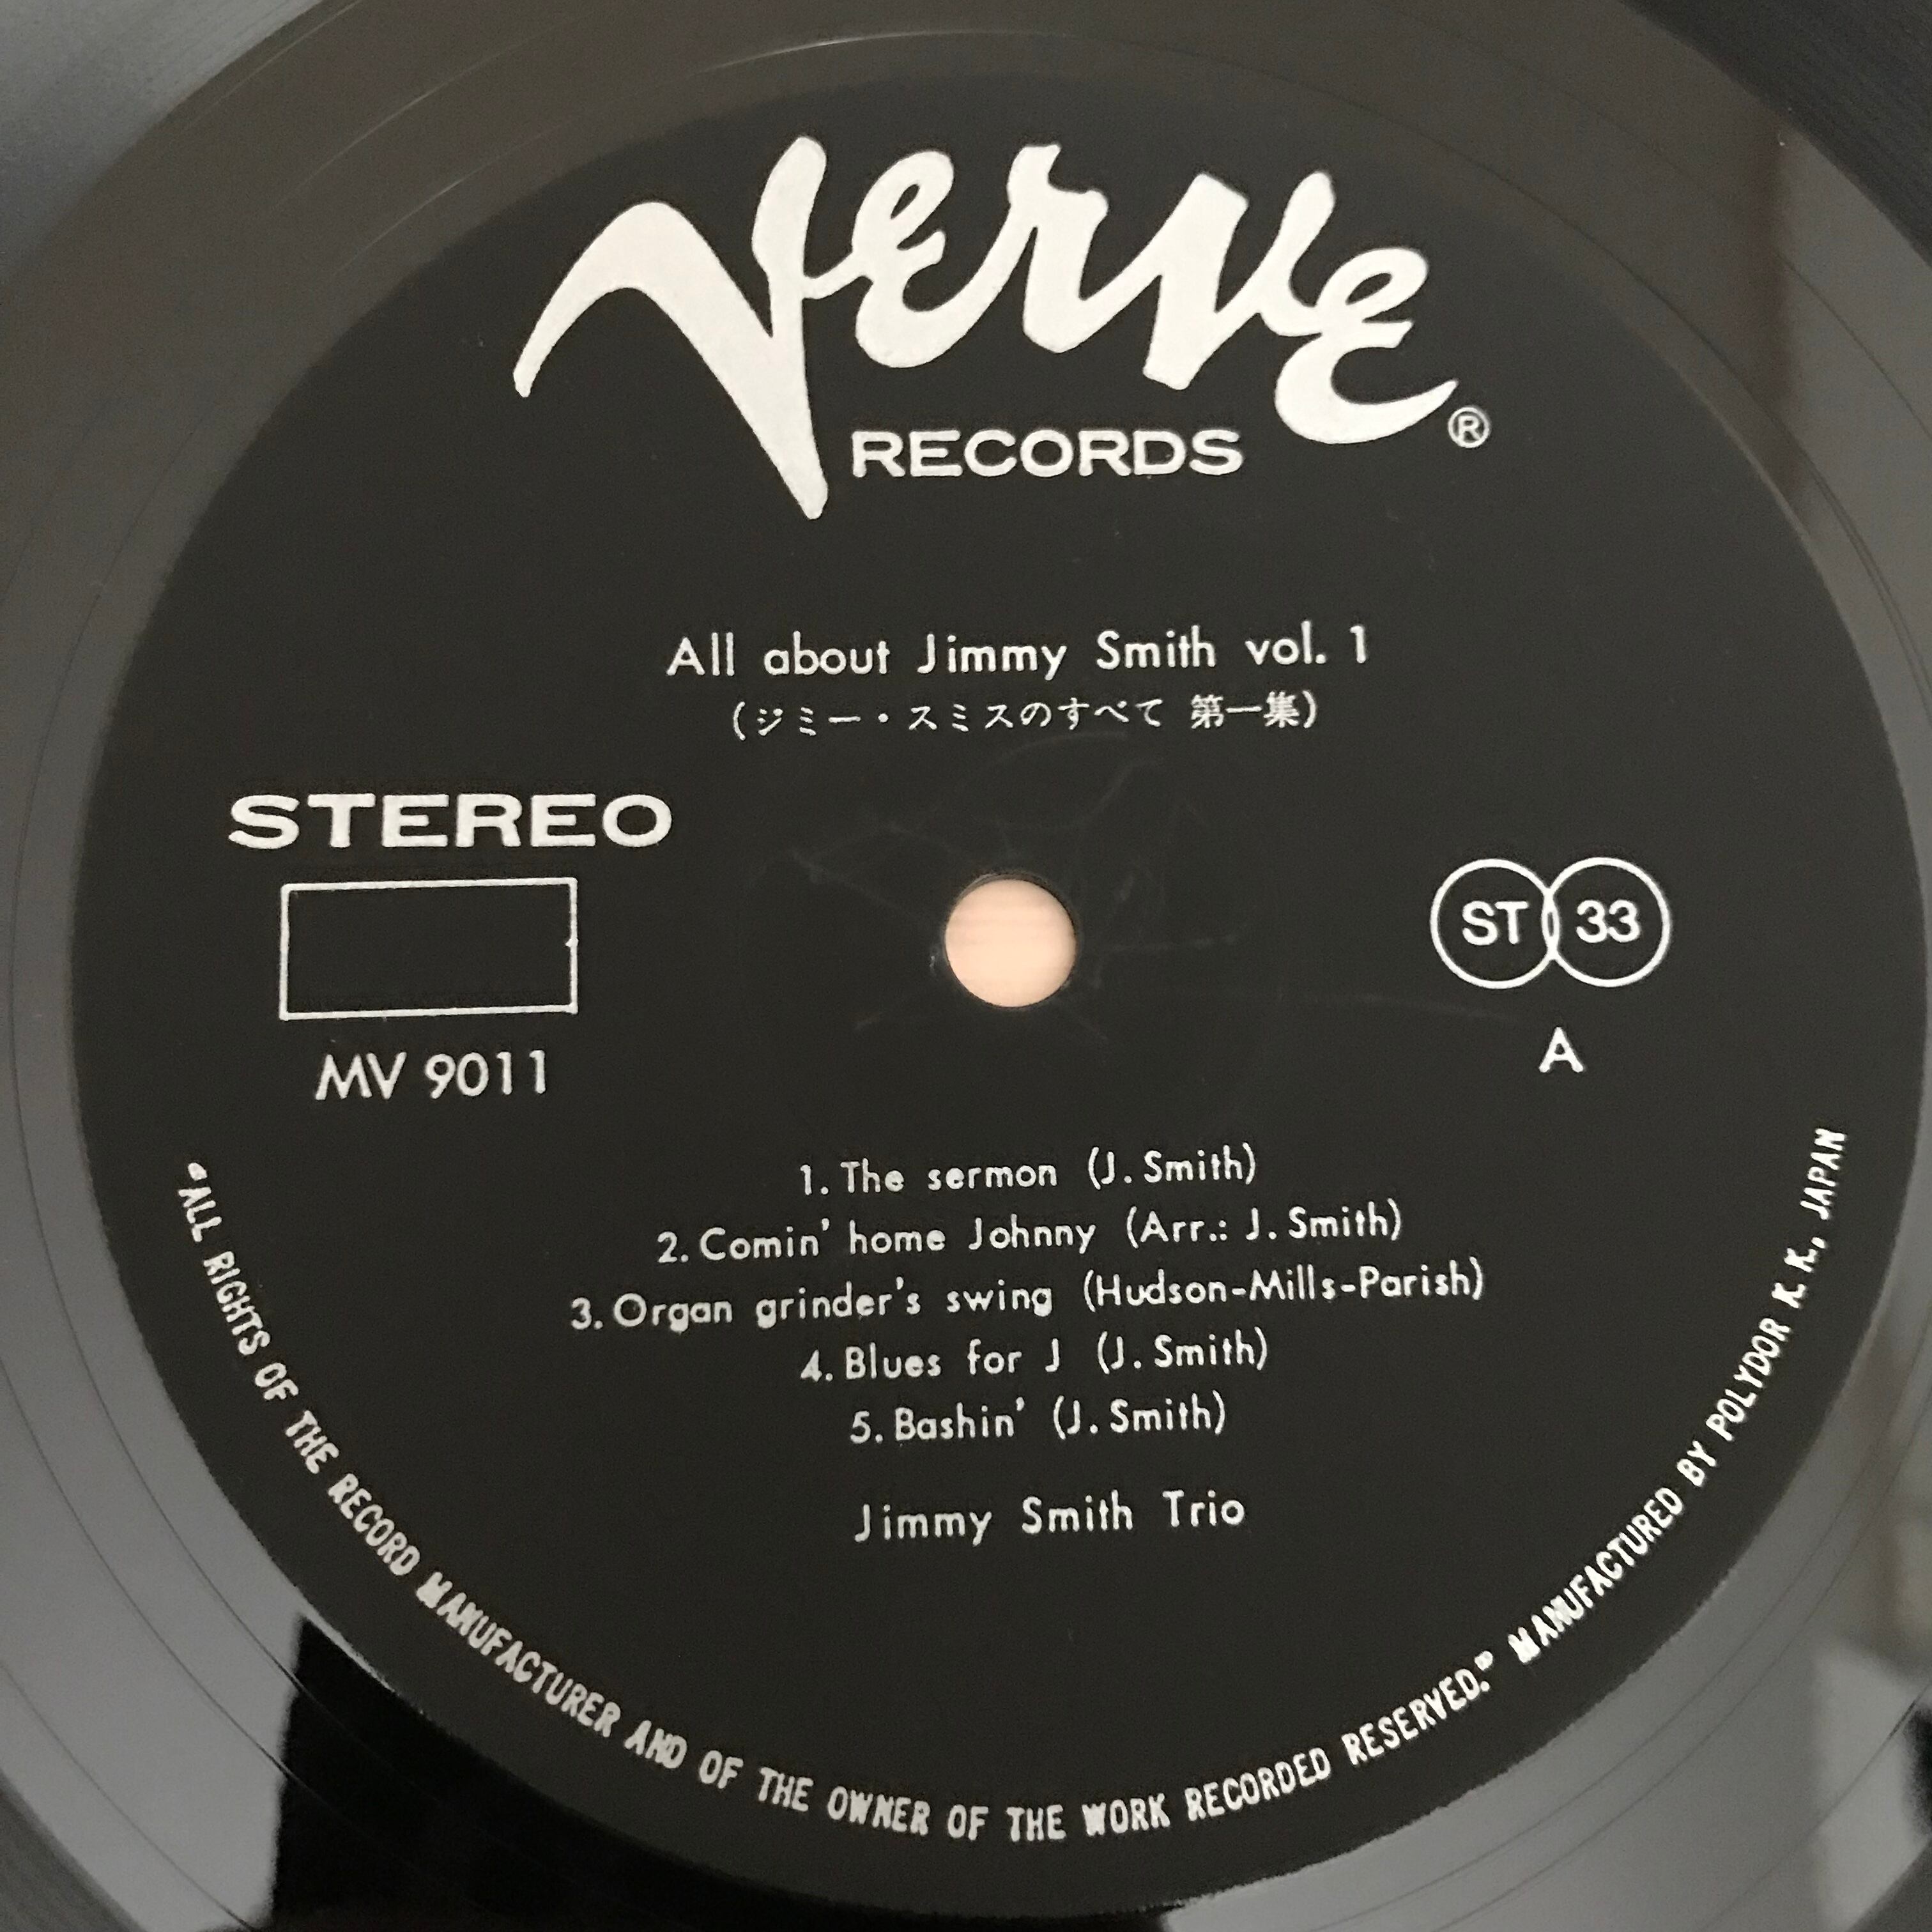 Verve
RECORDS ®
All about Jimmy Smith vol. 1
(ジミー・スミスのすべて 第一集)
STEREO
MV 9011
ST 33
A
1. The sermon (J. Smith)
2. Comin' home Johnny (Arr.: J. Smith)
3. Organ grinder's swing (Hudson-Mills-Parish)
4. Blues for J (J. Smith)
5. Bashin' (J. Smith)
Jimmy Smith Trio
"ALL RIGHTS OF THE RECORD MANUFACTURER AND OF THE OWNER OF THE WORK RECORDED RESERVED." MANUFACTURED BY POLYDOR K. K., JAPAN